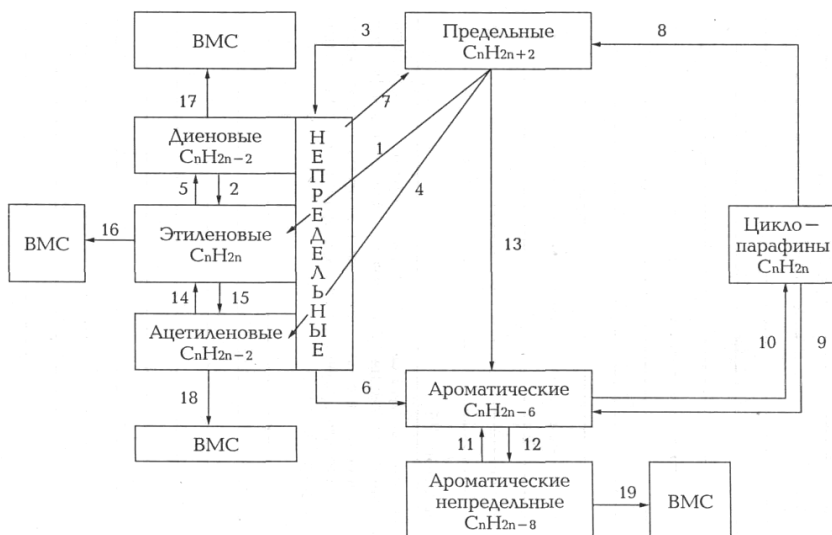 ВМС
3
Предельные
CnH2n+2
8
17
7
Диеновые
CnH2n−2
НЕПРЕДЕЛЬНЫЕ
1
5
2
4
ВМС
16
Этиленовые
CnH2n
Цикло−
парафины
CnH2n
13
14
15
Ацетиленовые
CnH2n−2
10
9
18
6
Ароматические
CnH2n−6
ВМС
11
12
Ароматические
непредельные
CnH2n−8
19
ВМС